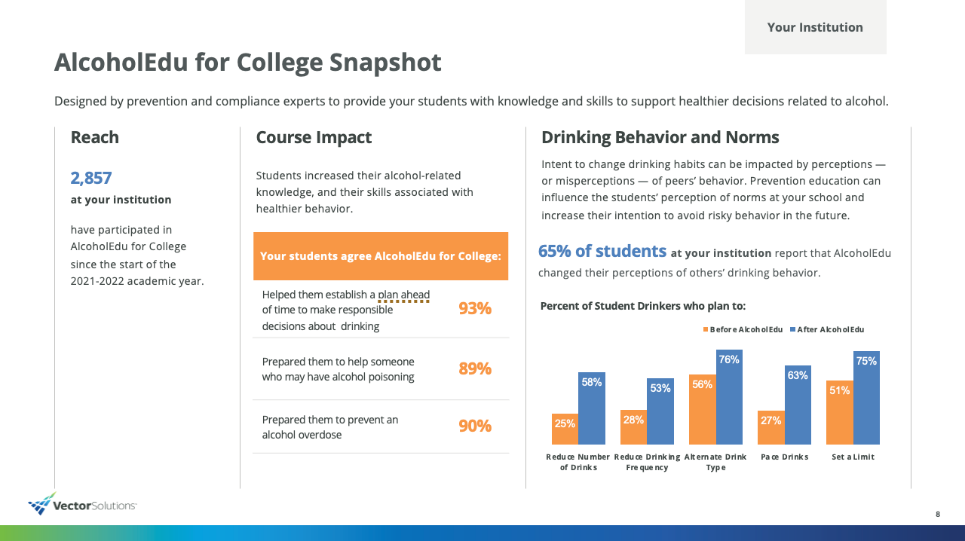 Your Institution
AlcoholEdu for College Snapshot
Designed by prevention and compliance experts to provide your students with knowledge and skills to support healthier decisions related to alcohol.
Reach
2,857
at your institution
have participated in
AlcoholEdu for College
since the start of the
2021-2022 academic year.
Course Impact
Students increased their alcohol-related
knowledge, and their skills associated with
healthier behavior.
Your students agree AlcoholEdu for College:
Helped them establish a plan ahead
of time to make responsible
decisions about drinking
93%
Prepared them to help someone
who may have alcohol poisoning
89%
Prepared them to prevent an
alcohol overdose
90%
Drinking Behavior and Norms
Intent to change drinking habits can be impacted by perceptions —
or misperceptions — of peers’ behavior. Prevention education can
influence the students’ perception of norms at your school and
increase their intention to avoid risky behavior in the future.
65% of students at your institution report that AlcoholEdu
changed their perceptions of others’ drinking behavior.
Percent of Student Drinkers who plan to:
Before AlcoholEdu After AlcoholEdu
25% 58% 28% 53% 56% 76% 27% 63% 51% 75%
Reduce Number Reduce Drinking Alternate Drink Pace Drinks Set a Limit
of Drinks Frequency Type
VectorSolutions
8